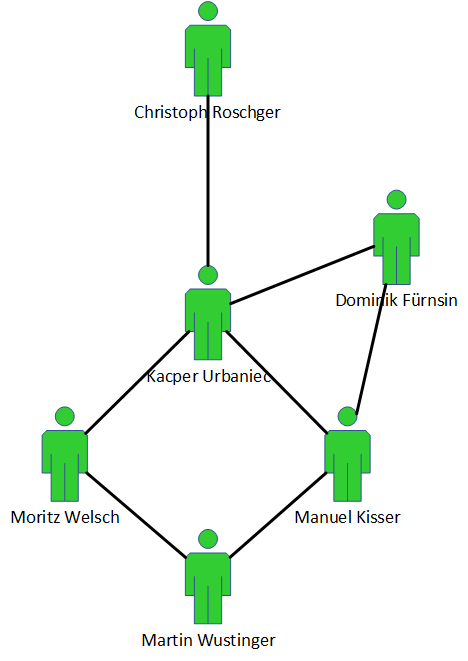 Christoph Roschger
Dominik Fürnsin
Kacper Urbaniec
Moritz Welsch
Manuel Kisser
Martin Wustinger